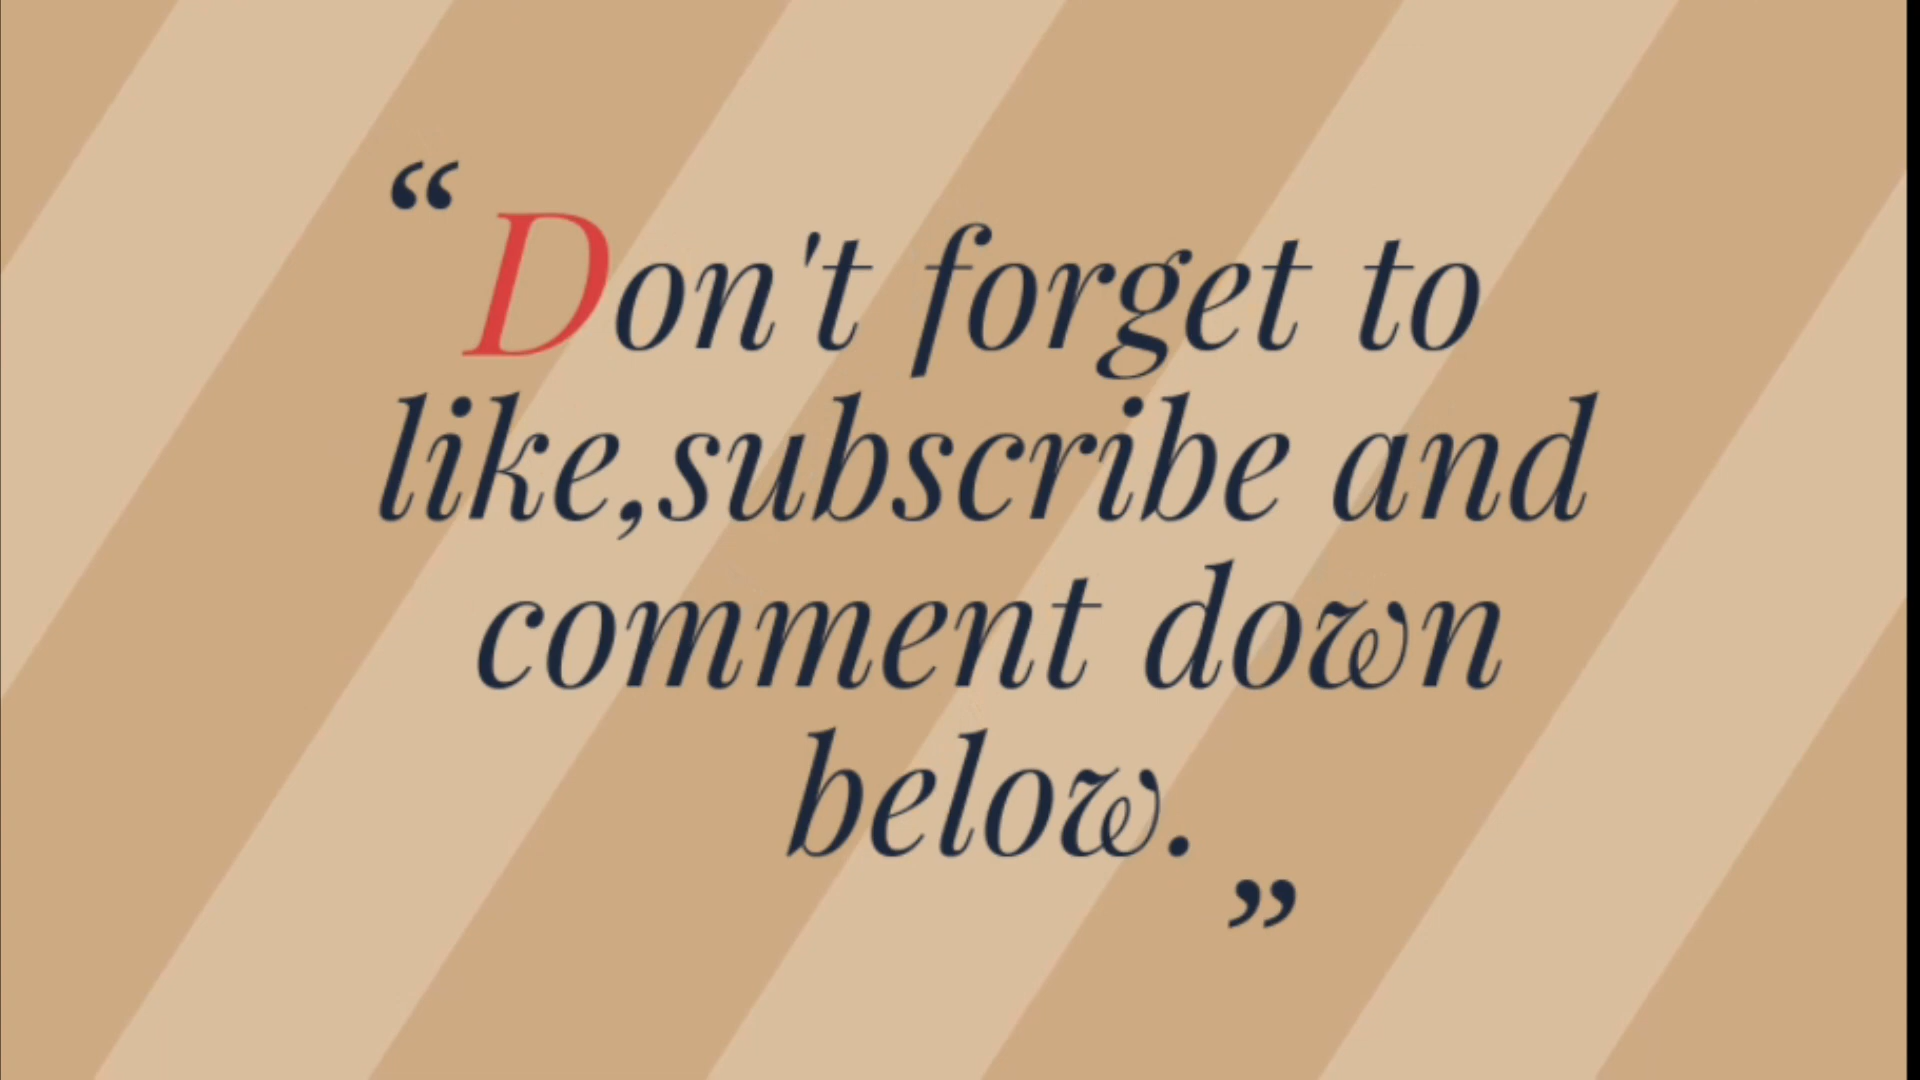 “Don't forget to
like,subscribe and
comment down
below.”